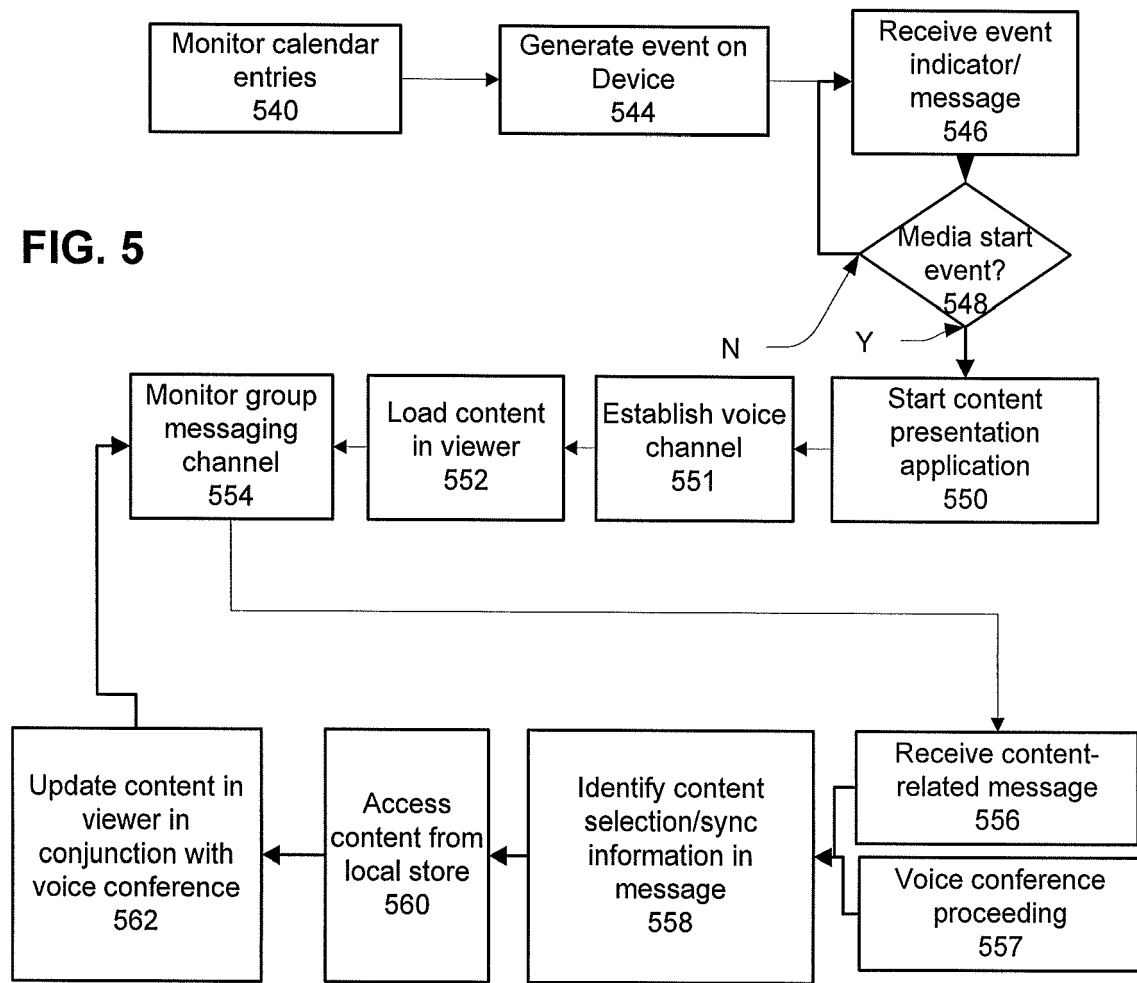 Monitor calendar
entries
540
Generate event on
Device
544
Receive event
indicator/
message
546
FIG. 5
Media start
event?
548
N
Y
Monitor group
messaging
channel
554
Load content
in viewer
552
Establish voice
channel
551
Start content
presentation
application
550
Update content in
viewer in
conjunction with
voice conference
562
Access
content from
local store
560
Identify content
selection/sync
information in
message
558
Receive content-
related message
556
Voice conference
proceeding
557